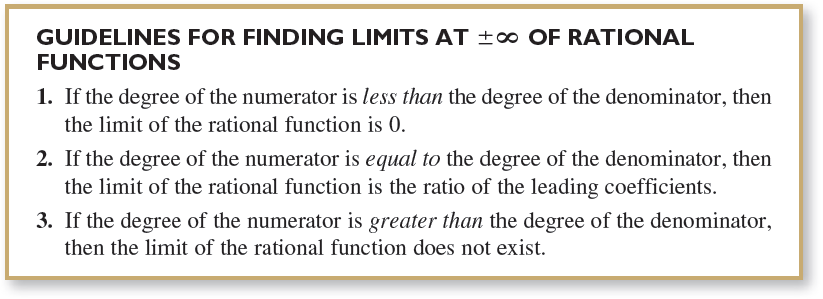 GUIDELINES FOR FINDING LIMITS AT ±∞ OF RATIONAL
FUNCTIONS
1. If the degree of the numerator is less than the degree of the denominator, then
the limit of the rational function is 0.
2. If the degree of the numerator is equal to the degree of the denominator, then
the limit of the rational function is the ratio of the leading coefficients.
3. If the degree of the numerator is greater than the degree of the denominator,
then the limit of the rational function does not exist.